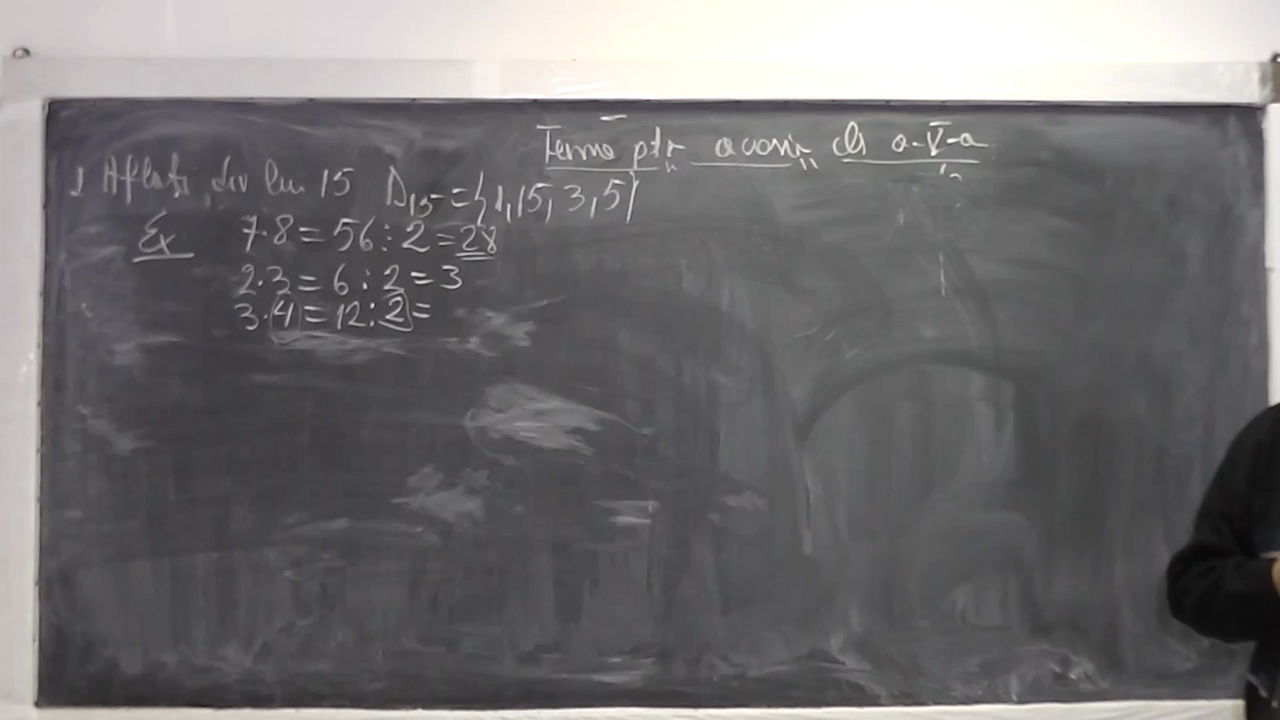 Tema ptr acasă cls a-V-a
1 Aflați div lui 15 D15={1,15,3,5}
Ex 7·8=56:2=28
2·3=6:2=3
3·4=12:2=